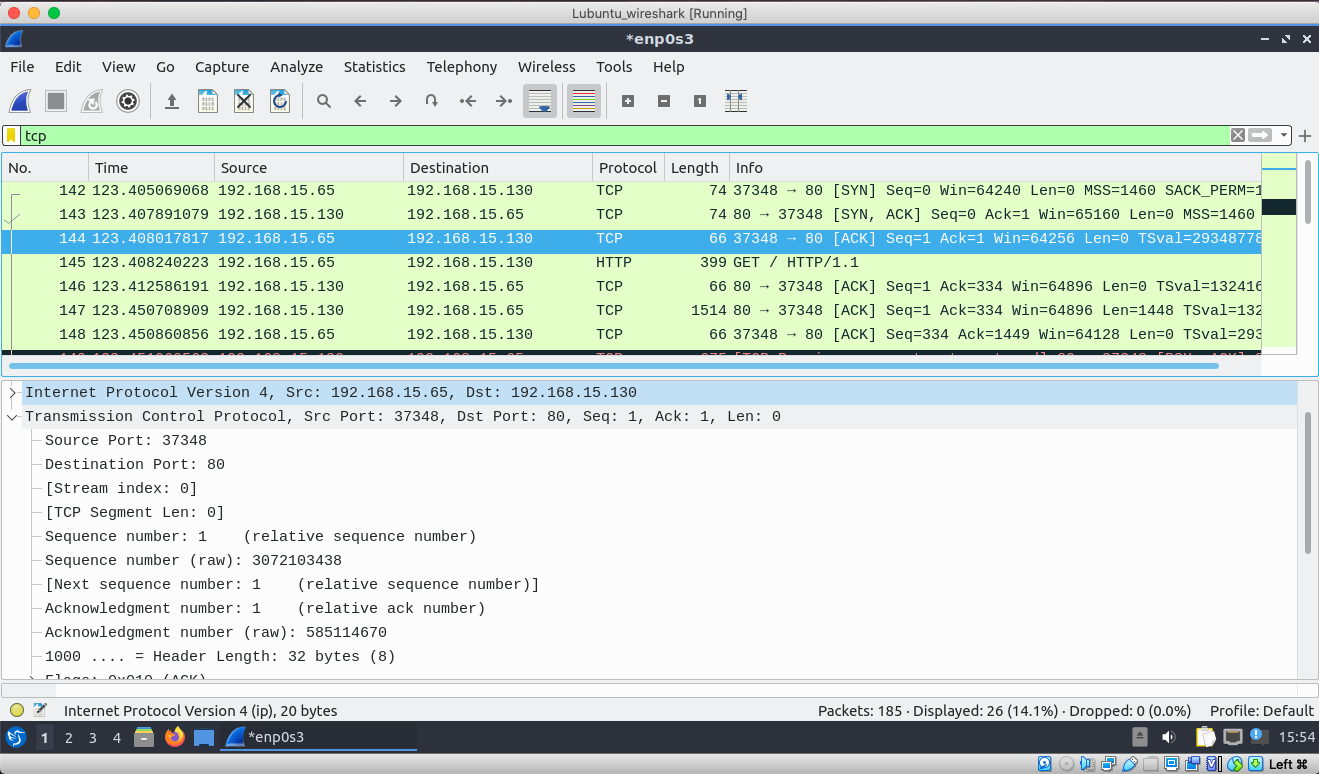 Lubuntu_wireshark [Running]
*enp0s3
File Edit View Go Capture Analyze Statistics Telephony Wireless Tools Help
tcp
No. Time Source Destination Protocol Length Info
142 123.405069068 192.168.15.65 192.168.15.130 TCP 74 37348 → 80 [SYN] Seq=0 Win=64240 Len=0 MSS=1460 SACK_PERM=1
143 123.407891079 192.168.15.130 192.168.15.65 TCP 74 80 → 37348 [SYN, ACK] Seq=0 Ack=1 Win=65160 Len=0 MSS=1460
144 123.408017817 192.168.15.65 192.168.15.130 TCP 66 37348 → 80 [ACK] Seq=1 Ack=1 Win=64256 Len=0 TSval=29348778
145 123.408240223 192.168.15.65 192.168.15.130 HTTP 399 GET / HTTP/1.1
146 123.412586191 192.168.15.130 192.168.15.65 TCP 66 80 → 37348 [ACK] Seq=1 Ack=334 Win=64896 Len=0 TSval=132416
147 123.450708909 192.168.15.130 192.168.15.65 TCP 1514 80 → 37348 [ACK] Seq=1 Ack=334 Win=64896 Len=1448 TSval=132
148 123.450860856 192.168.15.65 192.168.15.130 TCP 66 37348 → 80 [ACK] Seq=334 Ack=1449 Win=64128 Len=0 TSval=293
Internet Protocol Version 4, Src: 192.168.15.65, Dst: 192.168.15.130
Transmission Control Protocol, Src Port: 37348, Dst Port: 80, Seq: 1, Ack: 1, Len: 0
Source Port: 37348
Destination Port: 80
[Stream index: 0]
[TCP Segment Len: 0]
Sequence number: 1 (relative sequence number)
Sequence number (raw): 3072103438
[Next sequence number: 1 (relative sequence number)]
Acknowledgment number: 1 (relative ack number)
Acknowledgment number (raw): 585114670
1000 .... = Header Length: 32 bytes (8)
Flags: 0x010 (ACK)
Internet Protocol Version 4 (ip), 20 bytes
Packets: 185 · Displayed: 26 (14.1%) · Dropped: 0 (0.0%)
Profile: Default
1 2 3 4 *enp0s3 15:54
Left ⌘